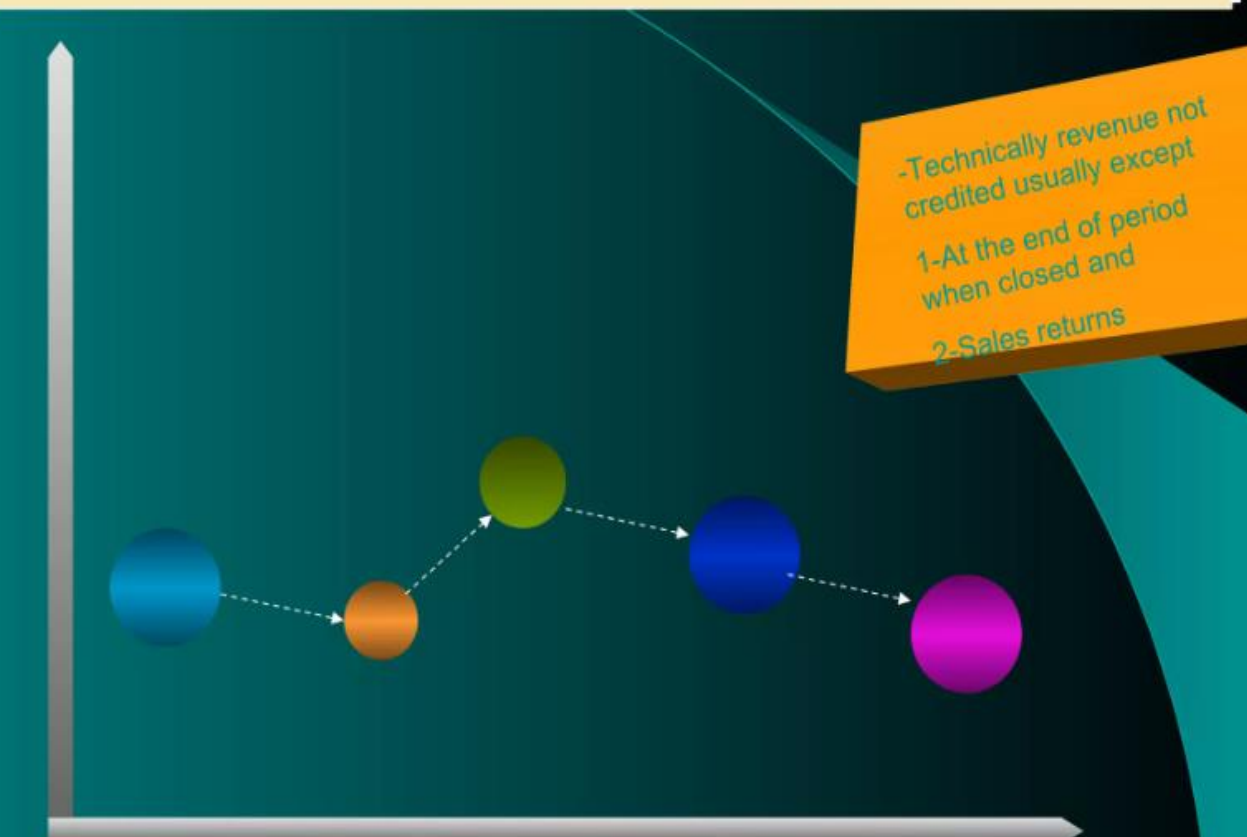 -Technically revenue not
credited usually except
1-At the end of period
when closed and
2-Sales returns